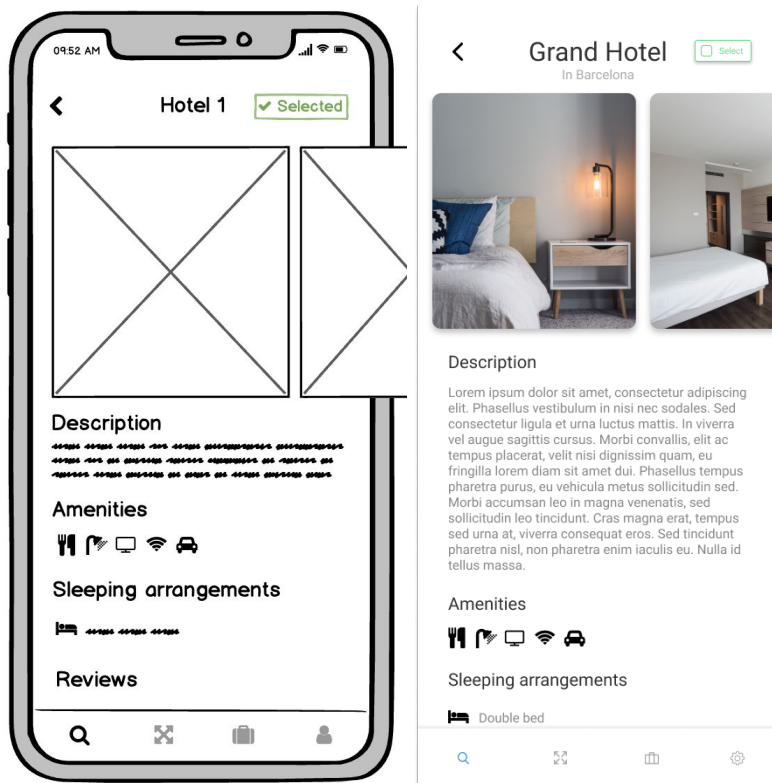 09:52 AM
Hotel 1
Selected
Description
Amenities
Sleeping arrangements
Reviews
Grand Hotel
Select
In Barcelona
Description
Lorem ipsum dolor sit amet, consectetur adipiscing
elit. Phasellus vestibulum in nisi nec sodales. Sed
consectetur ligula et urna luctus mattis. In viverra
vel augue sagittis cursus. Morbi convallis, elit ac
tempus placerat, velit nisi dignissim quam, eu
fringilla lorem diam sit amet dui. Phasellus tempus
pharetra purus, eu vehicula metus sollicitudin sed.
Morbi accumsan leo in magna venenatis, sed
sollicitudin leo tincidunt. Cras magna erat, tempus
sed urna at, viverra consequat eros. Sed tincidunt
pharetra nisl, non pharetra enim iaculis eu. Nulla id
tellus massa.
Amenities
Sleeping arrangements
Double bed